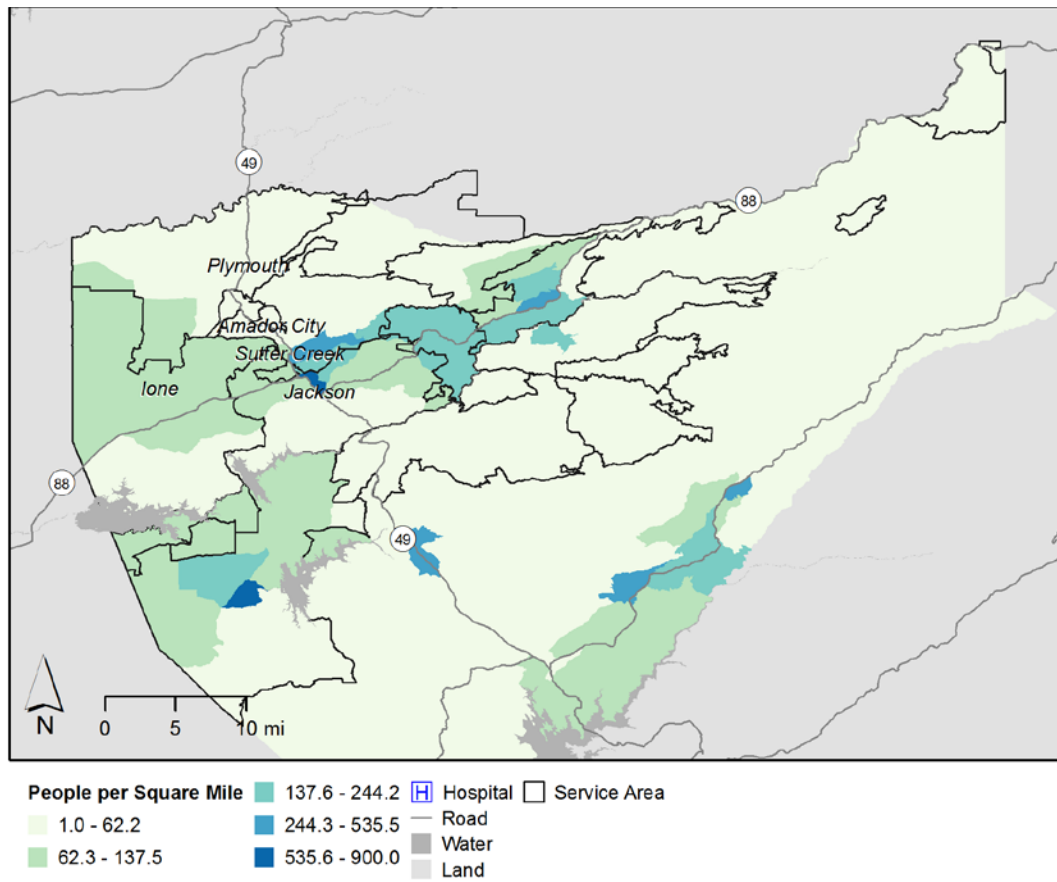 49
88
Plymouth
Amador City
Sutter Creek
Ione
Jackson
88
49
N
0 5 10 mi
People per Square Mile
1.0 - 62.2
62.3 - 137.5
137.6 - 244.2
244.3 - 535.5
535.6 - 900.0
H Hospital
Road
Water
Land
Service Area